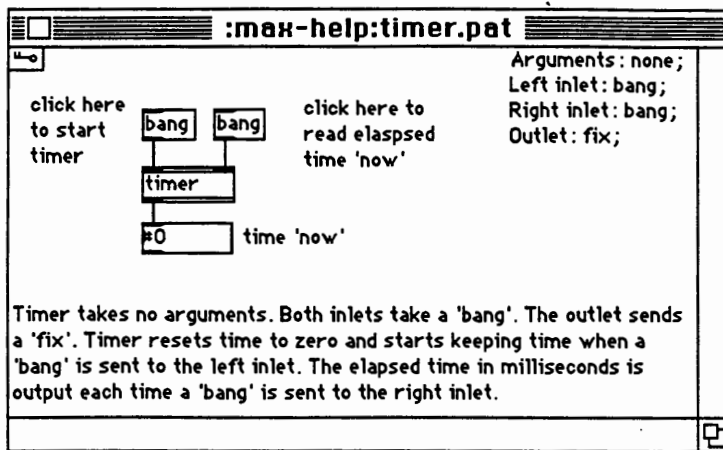 :max-help:timer.pat
Arguments: none;
Left inlet: bang;
Right inlet: bang;
Outlet: fix;
click here
to start
timer
bang
bang
click here to
read elaspsed
time 'now'
timer
#0
time 'now'
Timer takes no arguments. Both inlets take a 'bang'. The outlet sends
a 'fix'. Timer resets time to zero and starts keeping time when a
'bang' is sent to the left inlet. The elapsed time in milliseconds is
output each time a 'bang' is sent to the right inlet.